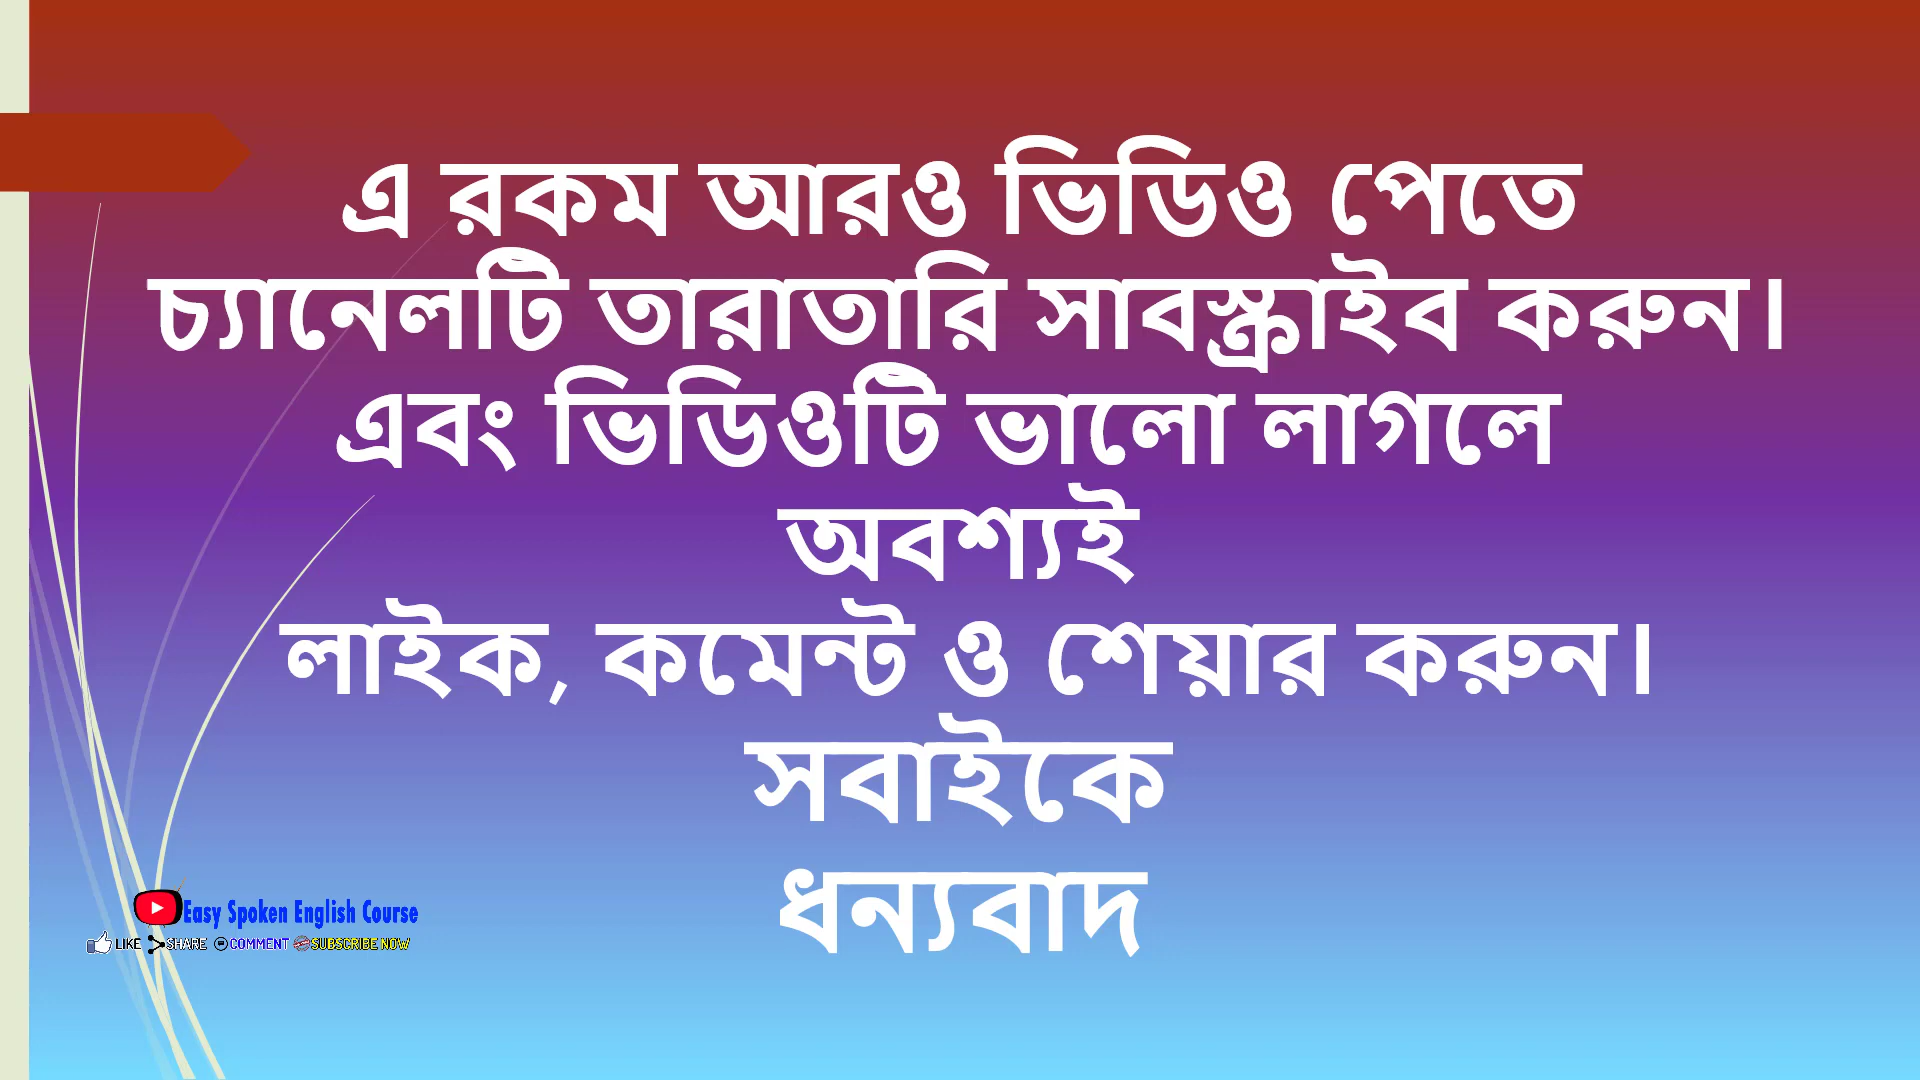 এ রকম আরও ভিডিও পেতে
চ্যানেলটি তারাতারি সাবস্ক্রাইব করুন।
এবং ভিডিওটি ভালো লাগলে
অবশ্যই
লাইক, কমেন্ট ও শেয়ার করুন।
সবাইকে
ধন্যবাদ
Easy Spoken English Course
LIKE SHARE COMMENT SUBSCRIBE NOW